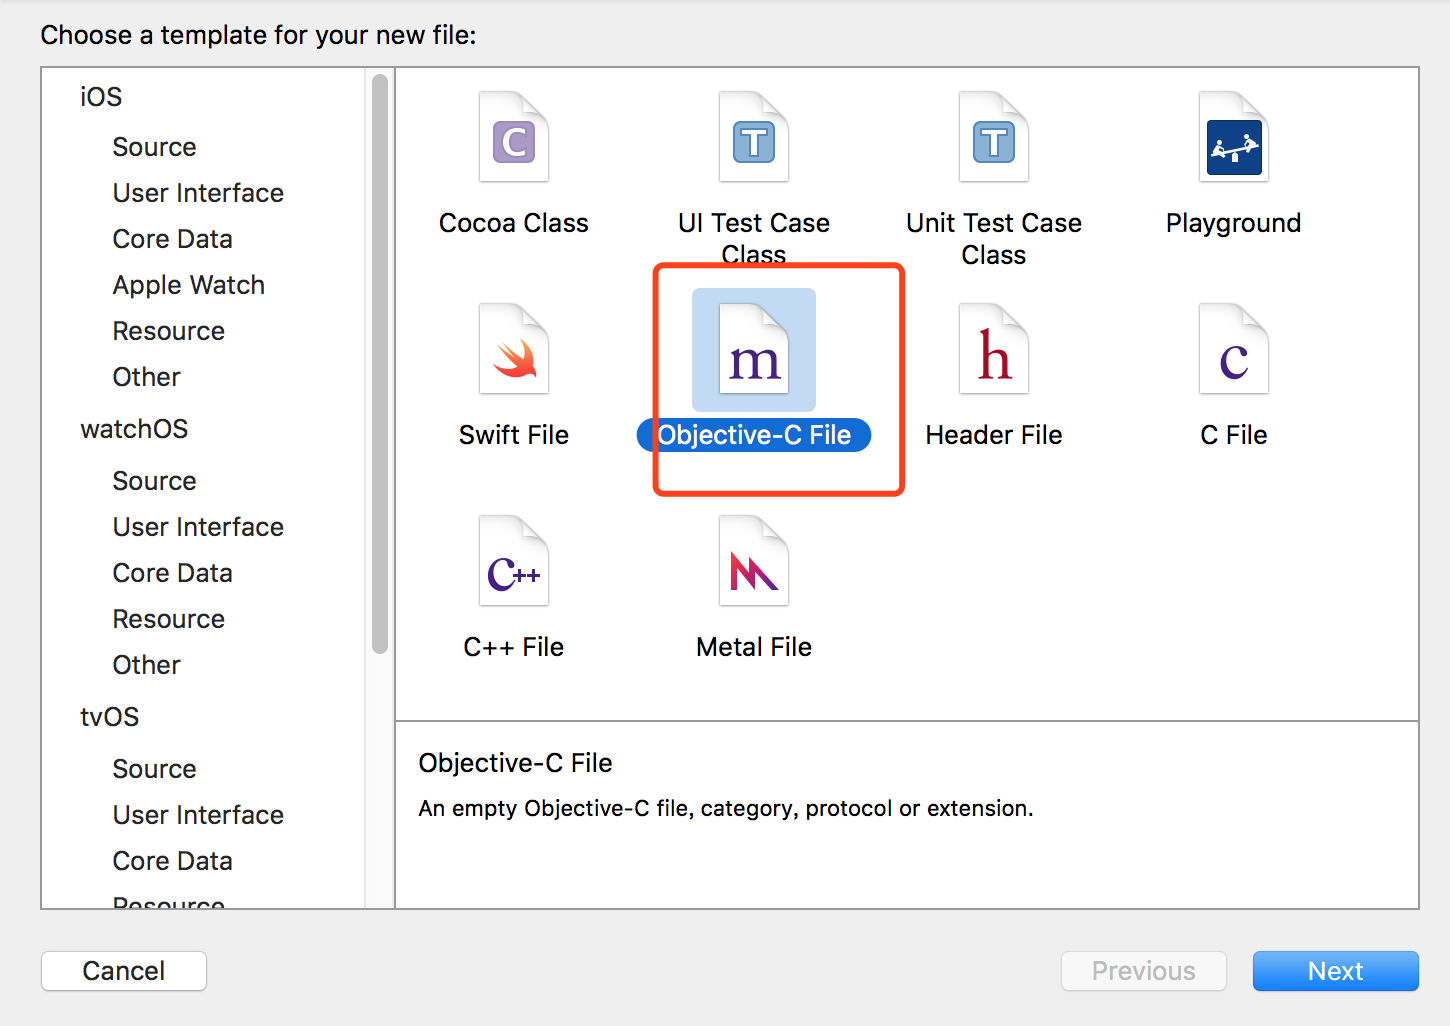 Choose a template for your new file:
iOS
Source
User Interface
Core Data
Apple Watch
Resource
Other
watchOS
Source
User Interface
Core Data
Resource
Other
tvOS
Source
User Interface
Core Data
Resource
C
Cocoa Class
T
UI Test Case
Class
T
Unit Test Case
Class
Playground
Swift File
m
Objective-C File
h
Header File
c
C File
C++
C++ File
Metal File
Objective-C File
An empty Objective-C file, category, protocol or extension.
Cancel
Previous
Next